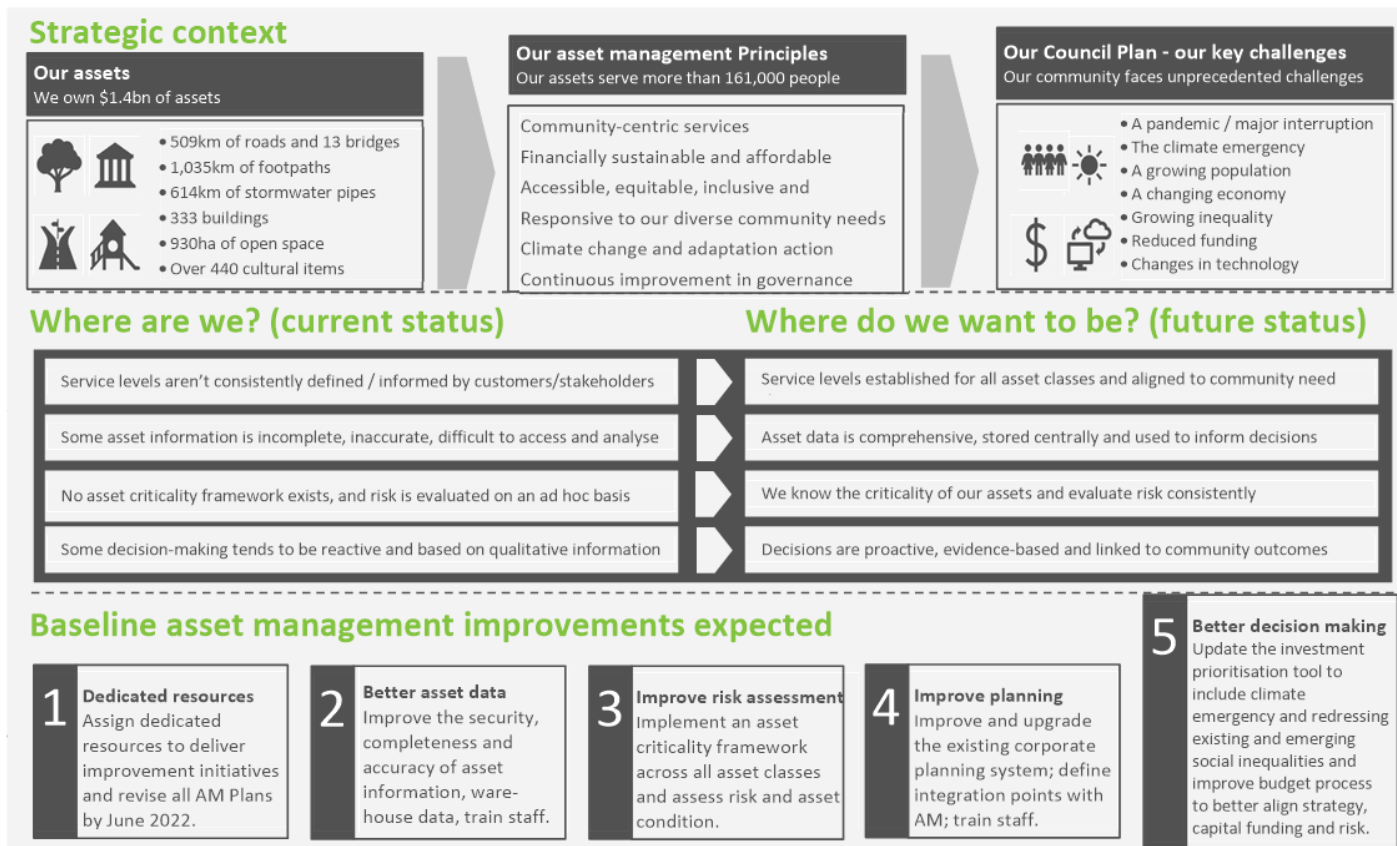 Strategic context
Our assets
We own $1.4bn of assets
• 509km of roads and 13 bridges
• 1,035km of footpaths
• 614km of stormwater pipes
• 333 buildings
• 930ha of open space
• Over 440 cultural items
Our asset management Principles
Our assets serve more than 161,000 people
Community-centric services
Financially sustainable and affordable
Accessible, equitable, inclusive and
Responsive to our diverse community needs
Climate change and adaptation action
Continuous improvement in governance
Our Council Plan - our key challenges
Our community faces unprecedented challenges
• A pandemic / major interruption
• The climate emergency
• A growing population
• A changing economy
• Growing inequality
• Reduced funding
• Changes in technology
$
Where are we? (current status)
Where do we want to be? (future status)
Service levels aren't consistently defined / informed by customers/stakeholders
Service levels established for all asset classes and aligned to community need
Some asset information is incomplete, inaccurate, difficult to access and analyse
Asset data is comprehensive, stored centrally and used to inform decisions
No asset criticality framework exists, and risk is evaluated on an ad hoc basis
We know the criticality of our assets and evaluate risk consistently
Some decision-making tends to be reactive and based on qualitative information
Decisions are proactive, evidence-based and linked to community outcomes
Baseline asset management improvements expected
1
Dedicated resources
Assign dedicated
resources to deliver
improvement initiatives
and revise all AM Plans
by June 2022.
2
Better asset data
Improve the security,
completeness and
accuracy of asset
information, ware-
house data, train staff.
3
Improve risk assessment
Implement an asset
criticality framework
across all asset classes
and assess risk and asset
condition.
4
Improve planning
Improve and upgrade
the existing corporate
planning system; define
integration points with
AM; train staff.
5
Better decision making
Update the investment
prioritisation tool to
include climate
emergency and redressing
existing and emerging
social inequalities and
improve budget process
to better align strategy,
capital funding and risk.